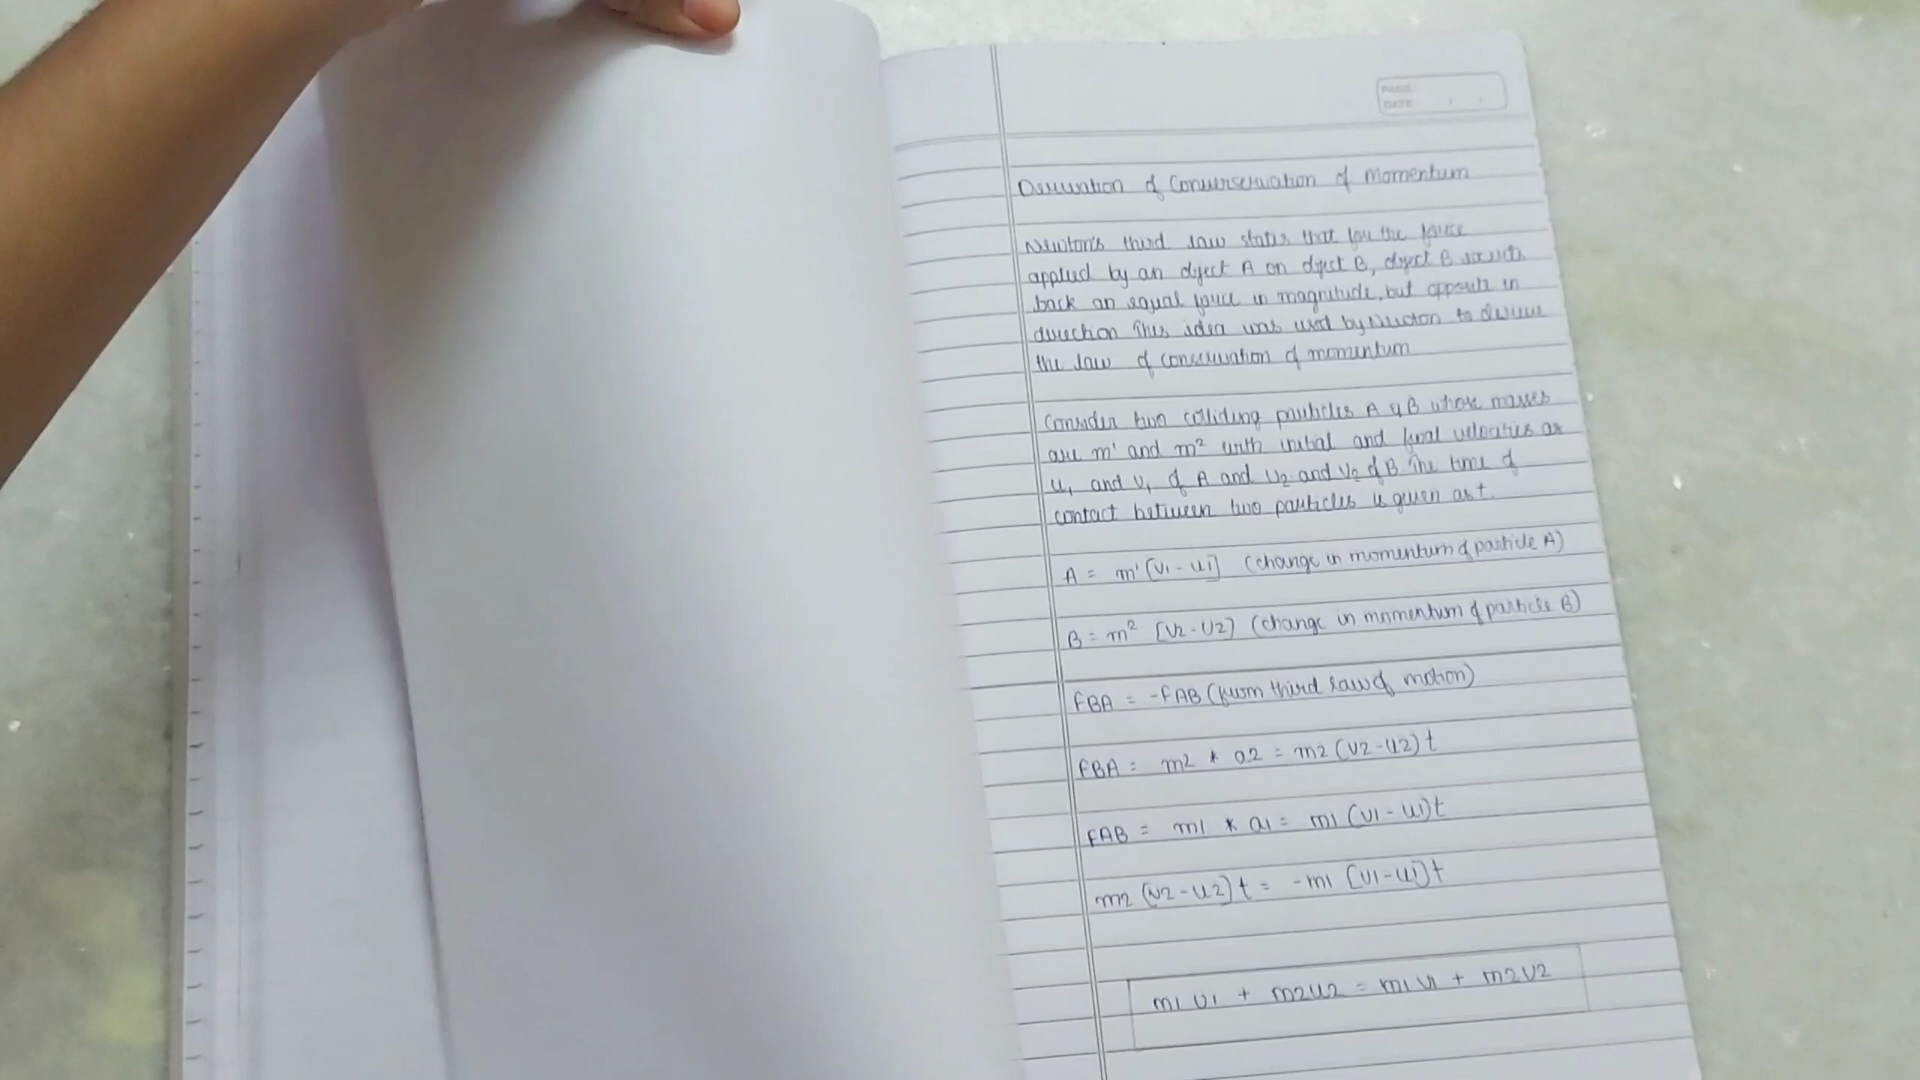 PAGE
DATE / /
Derivation of Converservation of Momentum
Newton's third law states that for the force
applied by an object A on object B, object B exerts
back an equal force in magnitude, but opposite in
direction This idea was used by Newton to derive
the law of conservation of momentum
Consider two colliding particles A & B whose masses
are m' and m² with initial and final velocities as
u₁ and v₁ of A and u₂ and v₂ of B. The time of
contact between two particles is given as t.
A = m' [v₁ - u₁] (change in momentum of particle A)
B = m² [v2 - u2) (change in momentum of particle B)
FBA = -FAB (from third law of motion)
FBA = m2 * a2 = m2 (v2-u2) t
FAB = m1 * a1 = m1 (v1 - u1) t
m2 (v2-u2] t = -m1 [v1-u1) t
m1 u1 + m2u2 = m1 v1 + m2v2